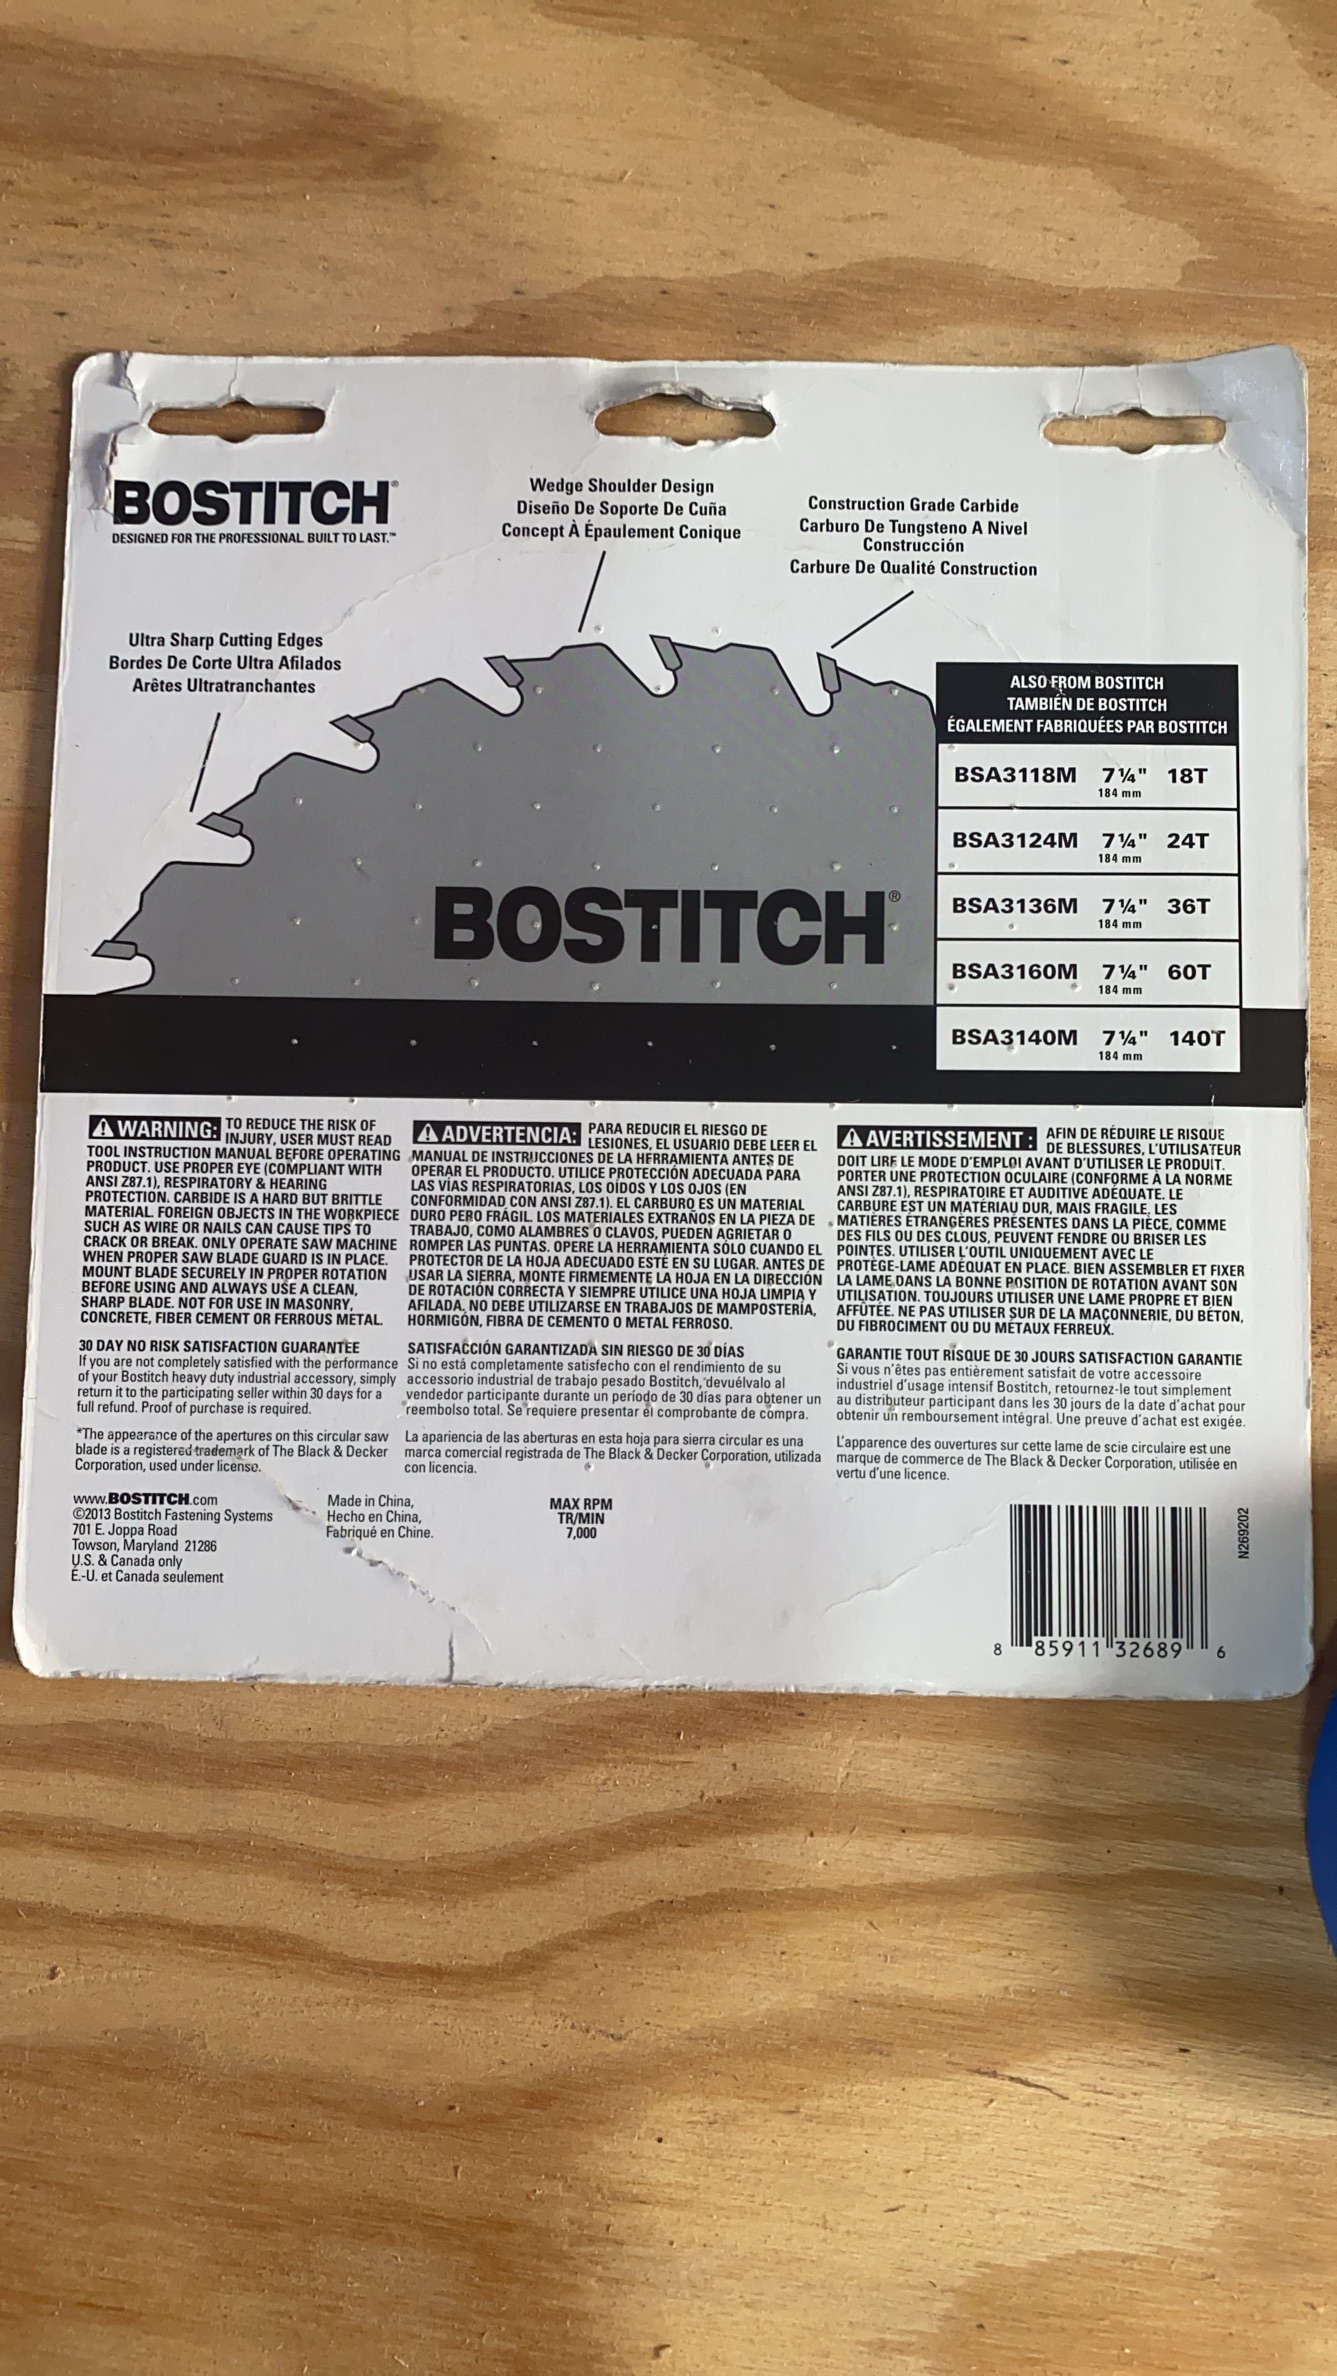 BOSTITCH®
DESIGNED FOR THE PROFESSIONAL. BUILT TO LAST.™
Wedge Shoulder Design
Diseño De Soporte De Cuña
Concept À Épaulement Conique
Construction Grade Carbide
Carburo De Tungsteno A Nivel
Construcción
Carbure De Qualité Construction
Ultra Sharp Cutting Edges
Bordes De Corte Ultra Afilados
Arêtes Ultratranchantes
BOSTITCH®
ALSO FROM BOSTITCH
TAMBIÉN DE BOSTITCH
ÉGALEMENT FABRIQUÉES PAR BOSTITCH
BSA3118M 7 ¼" 18T
184 mm
BSA3124M 7 ¼" 24T
184 mm
BSA3136M 7 ¼" 36T
184 mm
BSA3160M 7 ¼" 60T
184 mm
BSA3140M 7 ¼" 140T
184 mm
⚠ WARNING: TO REDUCE THE RISK OF
INJURY, USER MUST READ
TOOL INSTRUCTION MANUAL BEFORE OPERATING
PRODUCT. USE PROPER EYE (COMPLIANT WITH
ANSI Z87.1), RESPIRATORY & HEARING
PROTECTION. CARBIDE IS A HARD BUT BRITTLE
MATERIAL. FOREIGN OBJECTS IN THE WORKPIECE
SUCH AS WIRE OR NAILS CAN CAUSE TIPS TO
CRACK OR BREAK. ONLY OPERATE SAW MACHINE
WHEN PROPER SAW BLADE GUARD IS IN PLACE.
MOUNT BLADE SECURELY IN PROPER ROTATION
BEFORE USING AND ALWAYS USE A CLEAN,
SHARP BLADE. NOT FOR USE IN MASONRY,
CONCRETE, FIBER CEMENT OR FERROUS METAL.
30 DAY NO RISK SATISFACTION GUARANTEE
If you are not completely satisfied with the performance
of your Bostitch heavy duty industrial accessory, simply
return it to the participating seller within 30 days for a
full refund. Proof of purchase is required.
*The appearance of the apertures on this circular saw
blade is a registered trademark of The Black & Decker
Corporation, used under license.
⚠ ADVERTENCIA: PARA REDUCIR EL RIESGO DE
LESIONES, EL USUARIO DEBE LEER EL
MANUAL DE INSTRUCCIONES DE LA HERRAMIENTA ANTES DE
OPERAR EL PRODUCTO. UTILICE PROTECCIÓN ADECUADA PARA
LAS VÍAS RESPIRATORIAS, LOS OÍDOS Y LOS OJOS (EN
CONFORMIDAD CON ANSI Z87.1). EL CARBURO ES UN MATERIAL
DURO PERO FRÁGIL. LOS MATERIALES EXTRAÑOS EN LA PIEZA DE
TRABAJO, COMO ALAMBRES O CLAVOS, PUEDEN AGRIETAR O
ROMPER LAS PUNTAS. OPERE LA HERRAMIENTA SÓLO CUANDO EL
PROTECTOR DE LA HOJA ADECUADO ESTÉ EN SU LUGAR. ANTES DE
USAR LA SIERRA, MONTE FIRMEMENTE LA HOJA EN LA DIRECCIÓN
DE ROTACIÓN CORRECTA Y SIEMPRE UTILICE UNA HOJA LIMPIA Y
AFILADA. NO DEBE UTILIZARSE EN TRABAJOS DE MAMPOSTERÍA,
HORMIGÓN, FIBRA DE CEMENTO O METAL FERROSO.
SATISFACCIÓN GARANTIZADA SIN RIESGO DE 30 DÍAS
Si no está completamente satisfecho con el rendimiento de su
accesorio industrial de trabajo pesado Bostitch, devuélvalo al
vendedor participante durante un período de 30 días para obtener un
reembolso total. Se requiere presentar el comprobante de compra.
La apariencia de las aberturas en esta hoja para sierra circular es una
marca comercial registrada de The Black & Decker Corporation, utilizada
con licencia.
⚠ AVERTISSEMENT : AFIN DE RÉDUIRE LE RISQUE
DE BLESSURES, L'UTILISATEUR
DOIT LIRE LE MODE D'EMPLOI AVANT D'UTILISER LE PRODUIT.
PORTER UNE PROTECTION OCULAIRE (CONFORME À LA NORME
ANSI Z87.1), RESPIRATOIRE ET AUDITIVE ADÉQUATE. LE
CARBURE EST UN MATÉRIAU DUR, MAIS FRAGILE. LES
MATIÈRES ÉTRANGÈRES PRÉSENTES DANS LA PIÈCE, COMME
DES FILS OU DES CLOUS, PEUVENT FENDRE OU BRISER LES
POINTES. UTILISER L'OUTIL UNIQUEMENT AVEC LE
PROTÈGE-LAME ADÉQUAT EN PLACE. BIEN ASSEMBLER ET FIXER
LA LAME DANS LA BONNE POSITION DE ROTATION AVANT SON
UTILISATION. TOUJOURS UTILISER UNE LAME PROPRE ET BIEN
AFFÛTÉE. NE PAS UTILISER SUR DE LA MAÇONNERIE, DU BÉTON,
DU FIBROCIMENT OU DU MÉTAUX FERREUX.
GARANTIE TOUT RISQUE DE 30 JOURS SATISFACTION GARANTIE
Si vous n'êtes pas entièrement satisfait de votre accessoire
industriel d'usage intensif Bostitch, retournez-le tout simplement
au distributeur participant dans les 30 jours de la date d'achat pour
obtenir un remboursement intégral. Une preuve d'achat est exigée.
L'apparence des ouvertures sur cette lame de scie circulaire est une
marque de commerce de The Black & Decker Corporation, utilisée en
vertu d'une licence.
www.BOSTITCH.com
©2013 Bostitch Fastening Systems
701 E. Joppa Road
Towson, Maryland 21286
U.S. & Canada only
É.-U. et Canada seulement
Made in China,
Hecho en China,
Fabriqué en Chine.
MAX RPM
TR/MIN
7,000
N269202
8 85911 32689 6